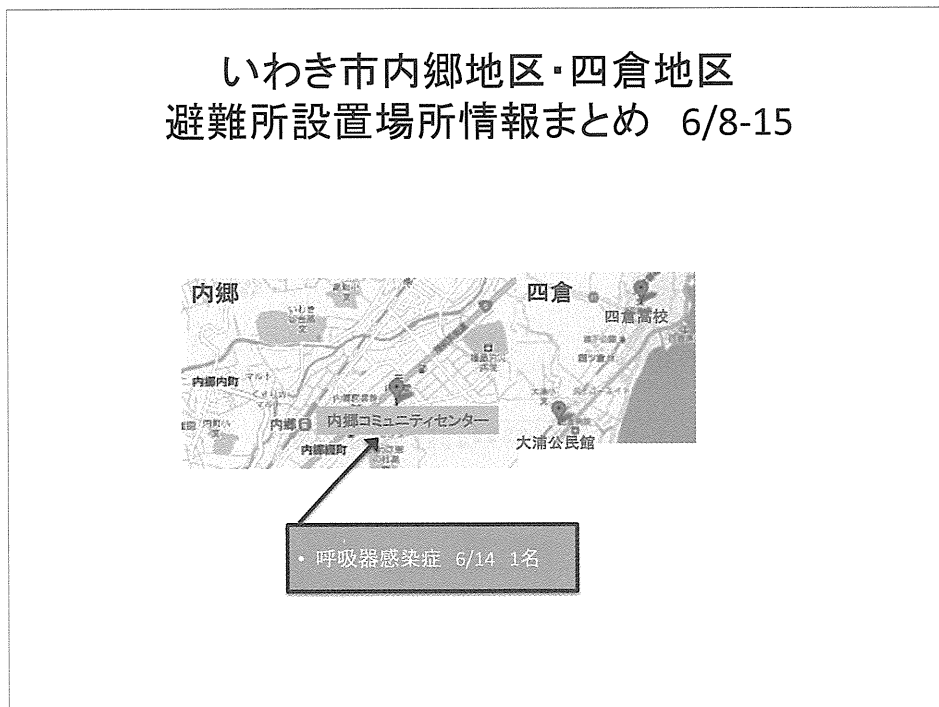 いわき市内郷地区・四倉地区
避難所設置場所情報まとめ 6/8-15
内郷
四倉
四倉高校
内郷内町
マルト
内郷
内郷コミュニティセンター
大浦公民館
内郷綴町
• 呼吸器感染症 6/14 1名